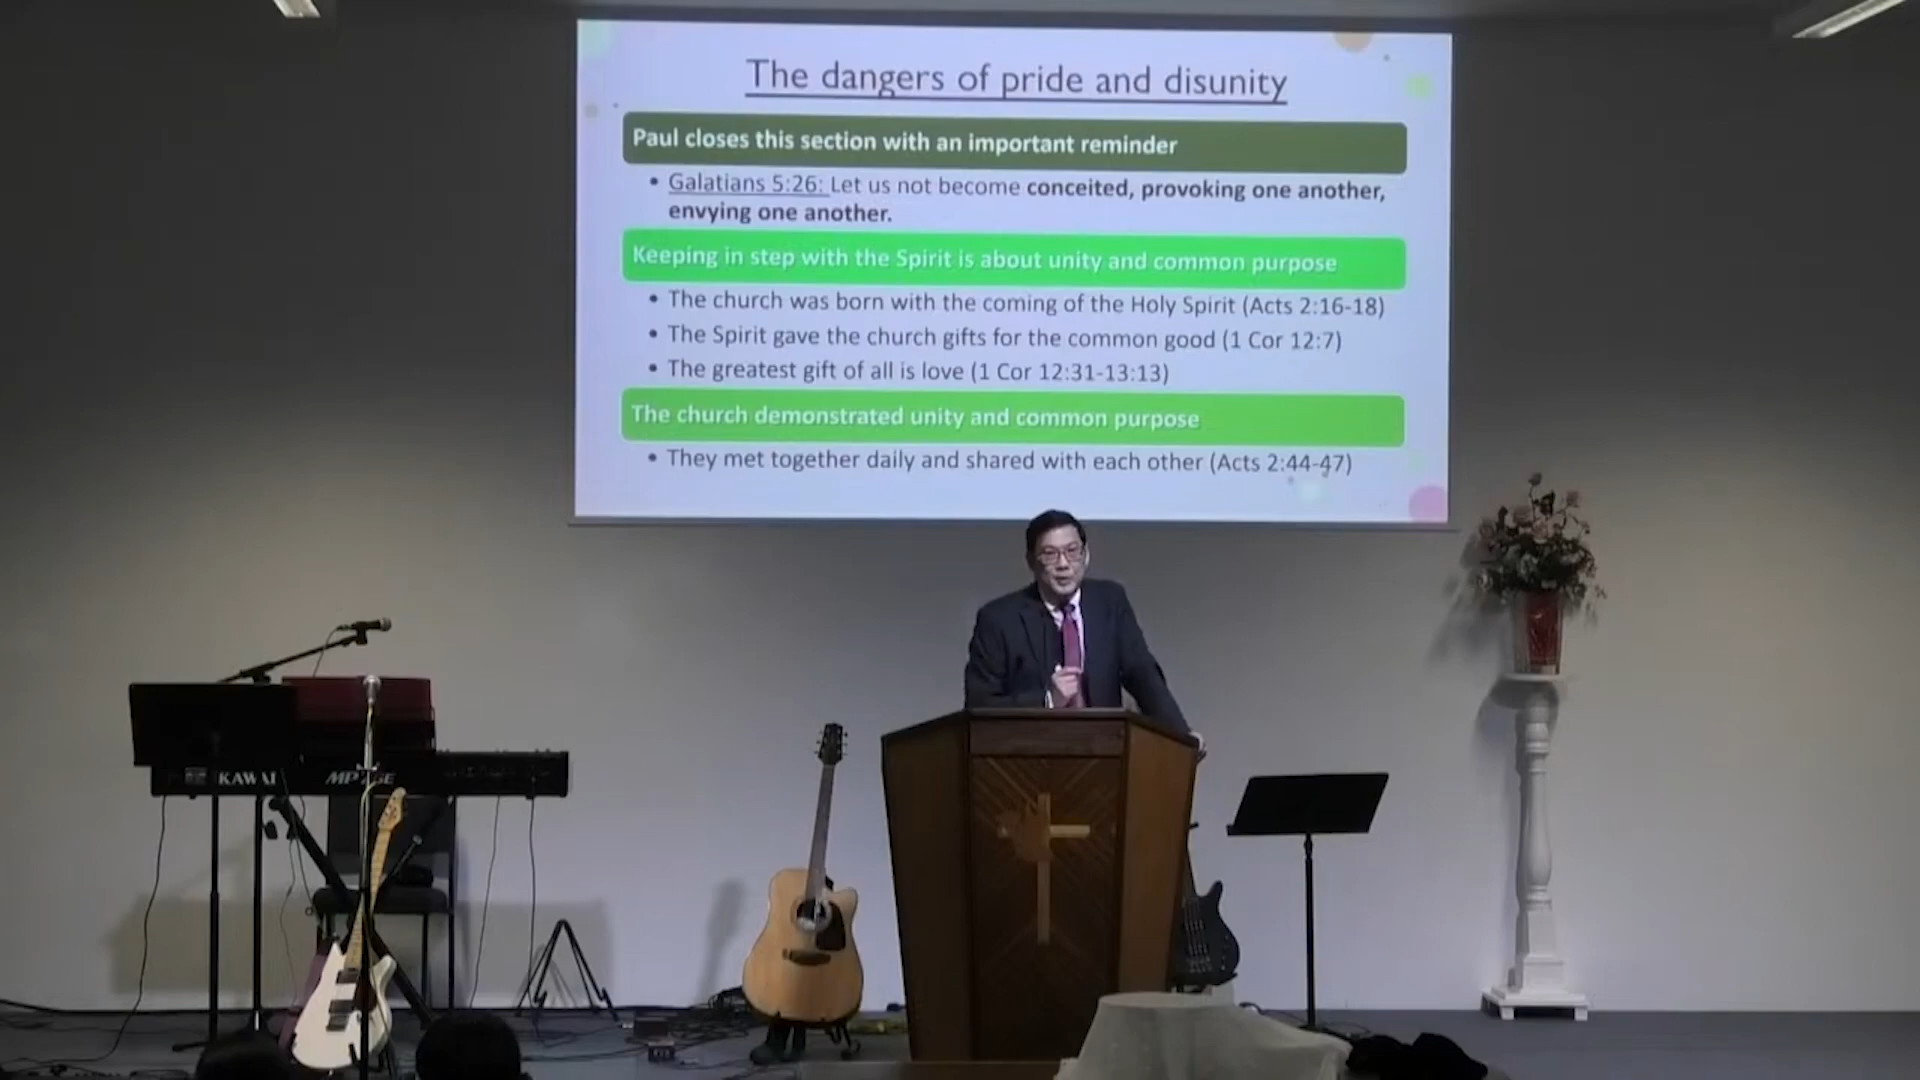 The dangers of pride and disunity
Paul closes this section with an important reminder
• Galatians 5:26: Let us not become conceited, provoking one another,
envying one another.
Keeping in step with the Spirit is about unity and common purpose
• The church was born with the coming of the Holy Spirit (Acts 2:16-18)
• The Spirit gave the church gifts for the common good (1 Cor 12:7)
• The greatest gift of all is love (1 Cor 12:31-13:13)
The church demonstrated unity and common purpose
• They met together daily and shared with each other (Acts 2:44-47)
KAWAI